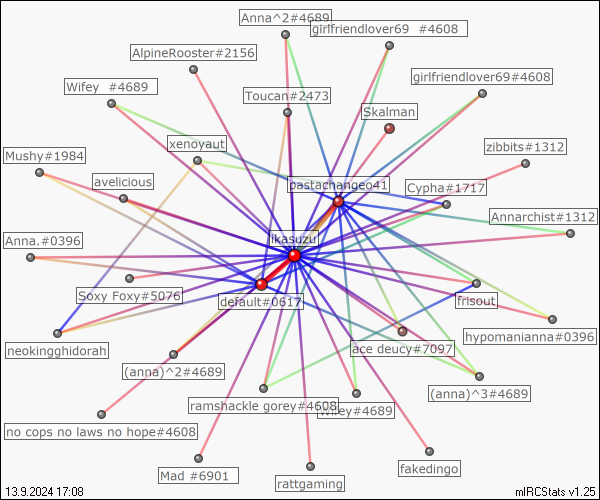 Anna^2#4689
girlfriendlover69 #4608
AlpineRooster#2156
girlfriendlover69#4608
Wifey #4689
Toucan#2473
Skalman
xenoyaut
zibbits#1312
Mushy#1984
avelicious
pastachangeo41
Cypha#1717
Annarchist#1312
Anna.#0396
ikasuzu
Soxy Foxy#5076
default#0617
frisout
neokingghidorah
ace deucy#7097
hypomanianna#0396
(anna)^2#4689
(anna)^3#4689
ramshackle gorey#4608
Wifey#4689
no cops no laws no hope#4608
Mad #6901
rattgaming
fakedingo
13.9.2024 17:08
mIRCStats v1.25